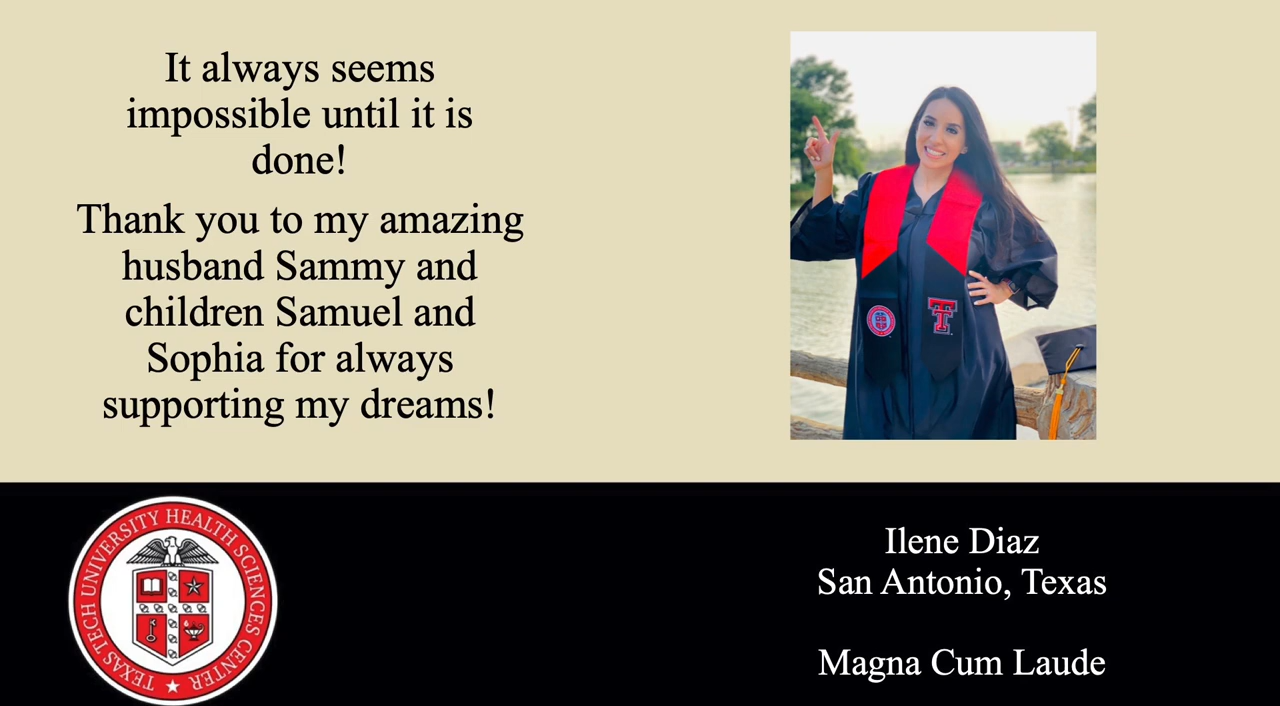 It always seems
impossible until it is
done!
Thank you to my amazing
husband Sammy and
children Samuel and
Sophia for always
supporting my dreams!
Ilene Diaz
San Antonio, Texas
Magna Cum Laude
TEXAS TECH UNIVERSITY HEALTH SCIENCES CENTER